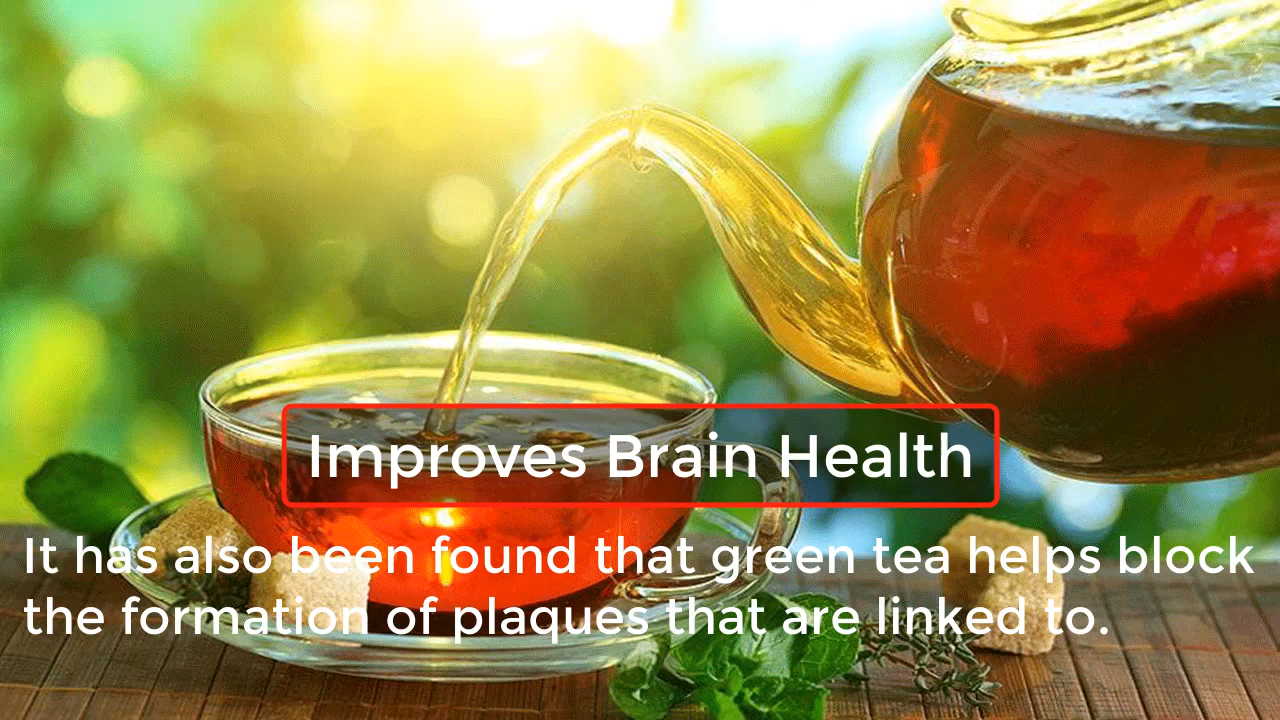 Improves Brain Health
It has also been found that green tea helps block
the formation of plaques that are linked to.